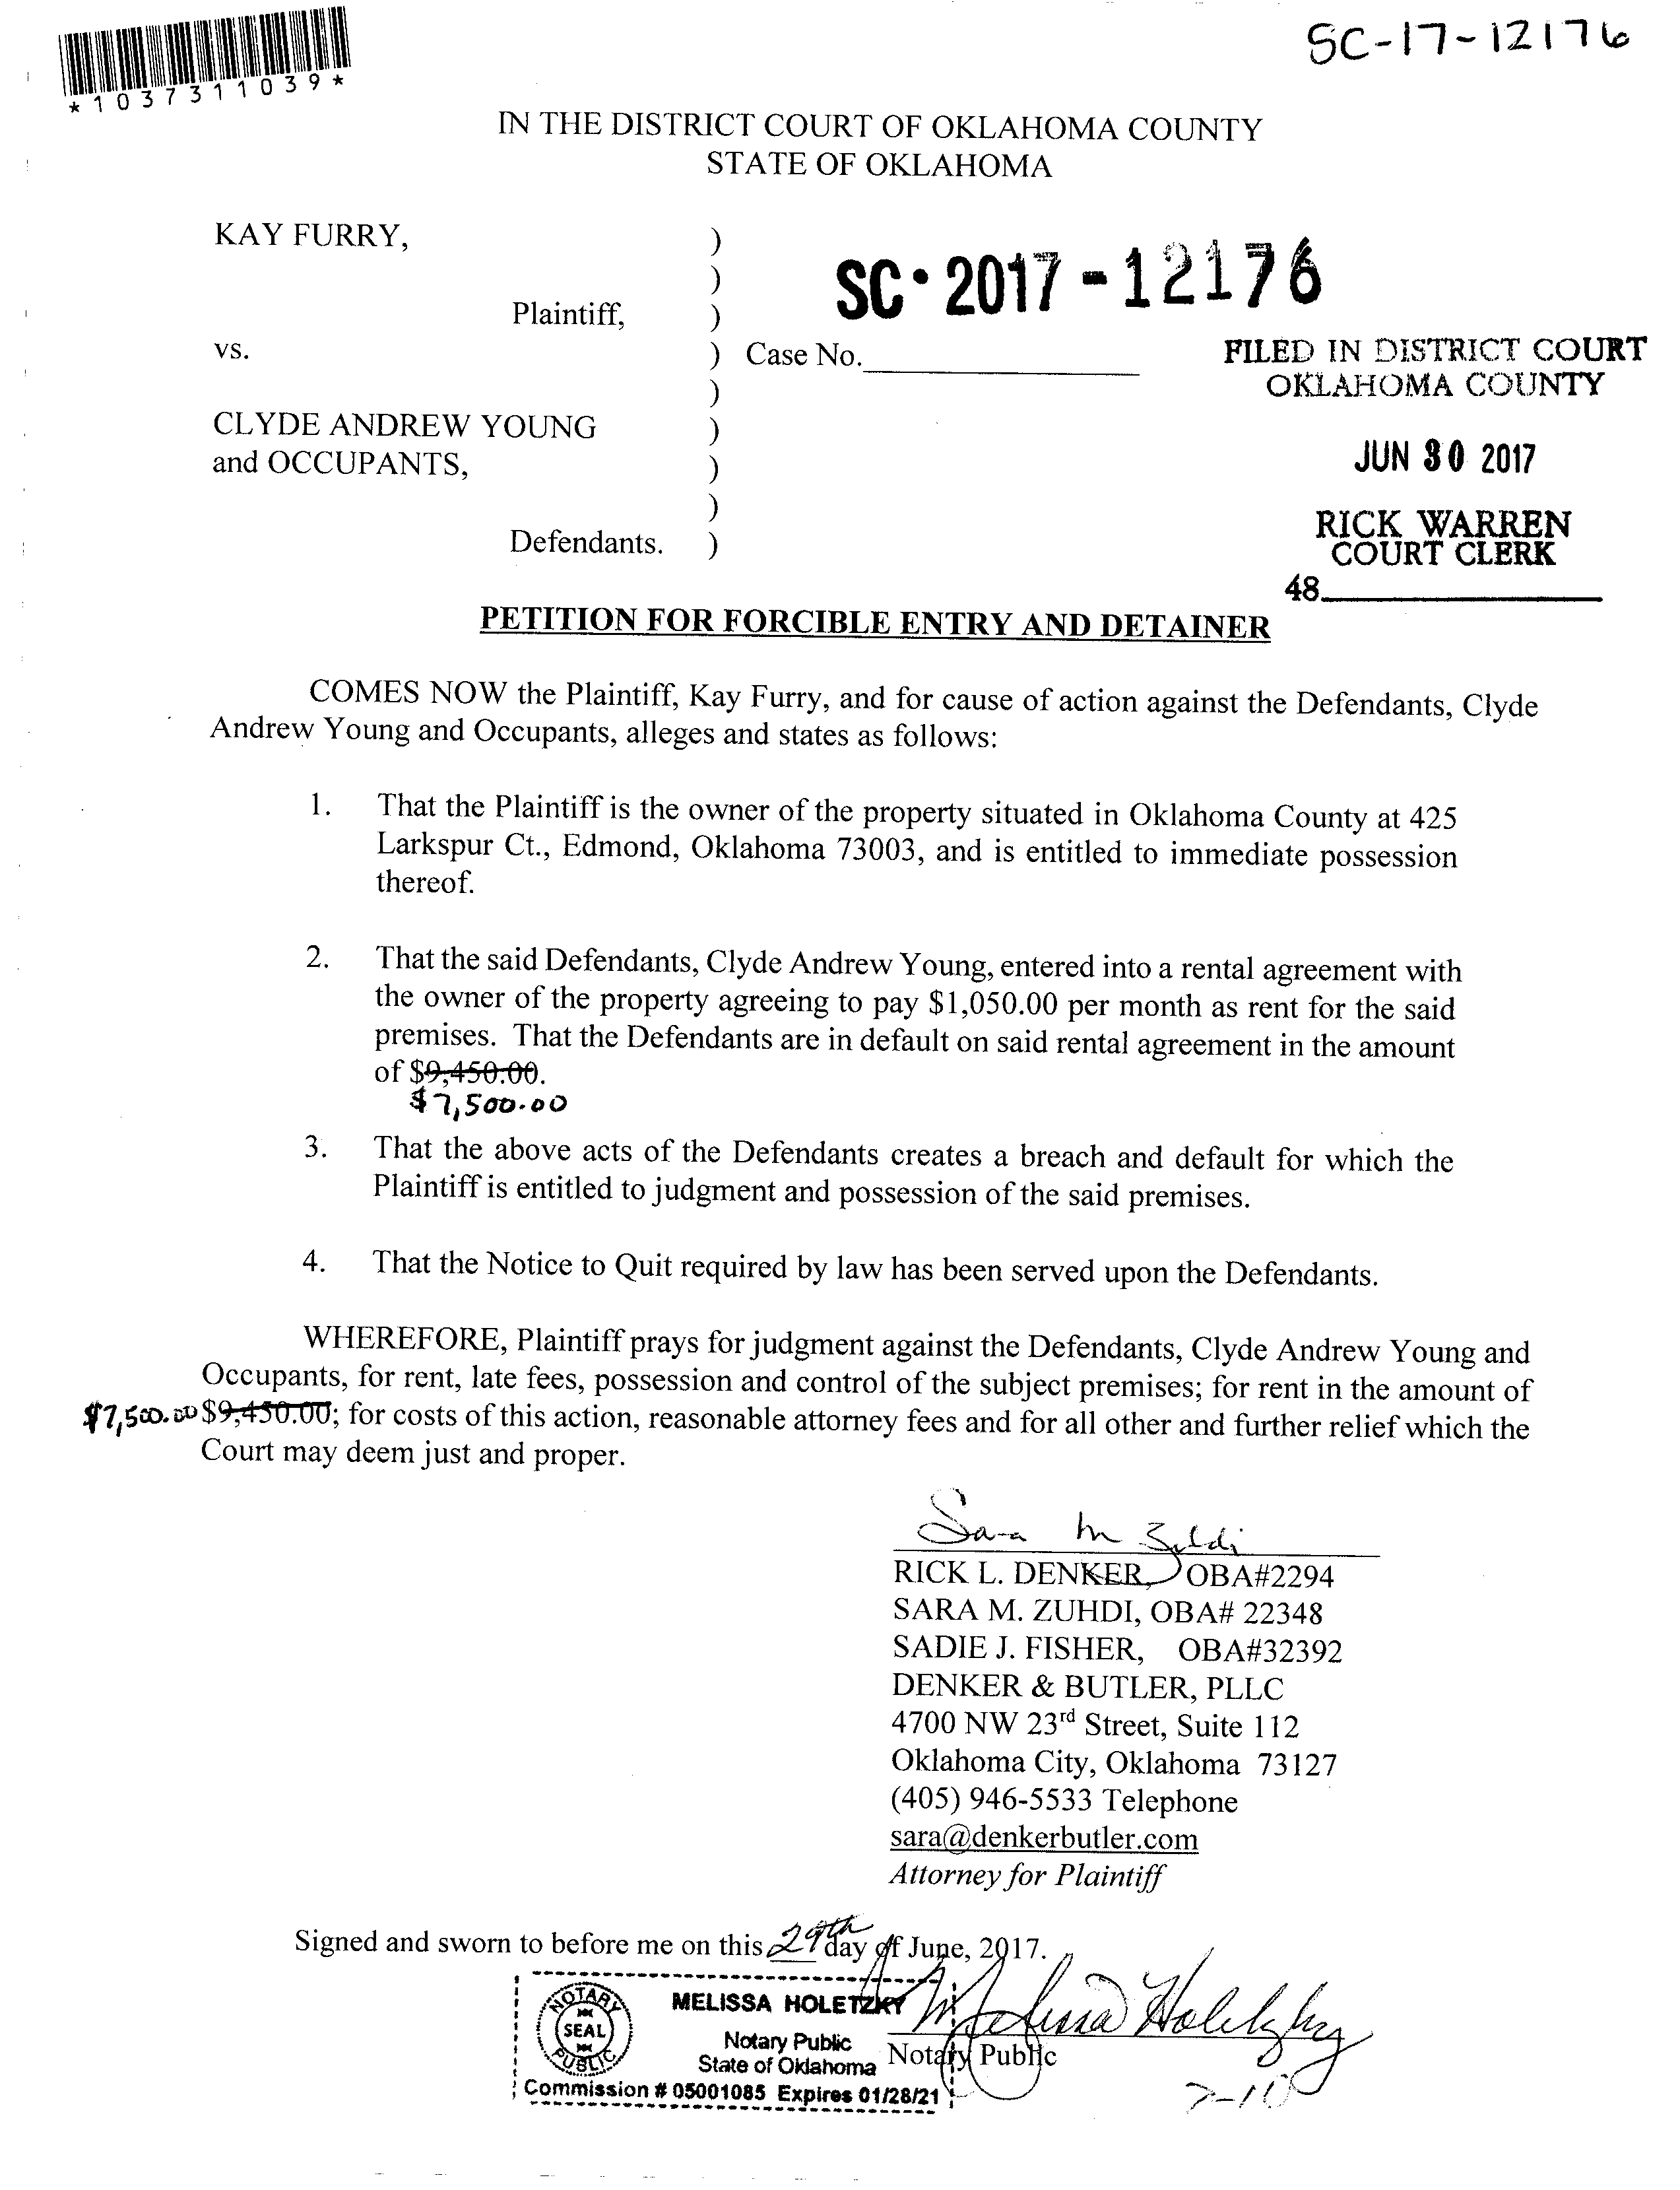 SC-17-12176
*1037311039*
IN THE DISTRICT COURT OF OKLAHOMA COUNTY
STATE OF OKLAHOMA
KAY FURRY, )
)
Plaintiff, )
SC·2017-12176
vs. ) Case No.
FILED IN DISTRICT COURT
OKLAHOMA COUNTY
)
CLYDE ANDREW YOUNG )
and OCCUPANTS, )
JUN 30 2017
)
Defendants. )
RICK WARREN
COURT CLERK
48
PETITION FOR FORCIBLE ENTRY AND DETAINER
COMES NOW the Plaintiff, Kay Furry, and for cause of action against the Defendants, Clyde
Andrew Young and Occupants, alleges and states as follows:
1. That the Plaintiff is the owner of the property situated in Oklahoma County at 425
Larkspur Ct., Edmond, Oklahoma 73003, and is entitled to immediate possession
thereof.
2. That the said Defendants, Clyde Andrew Young, entered into a rental agreement with
the owner of the property agreeing to pay $1,050.00 per month as rent for the said
premises. That the Defendants are in default on said rental agreement in the amount
of $9,450.00.
$7,500.00
3. That the above acts of the Defendants creates a breach and default for which the
Plaintiff is entitled to judgment and possession of the said premises.
4. That the Notice to Quit required by law has been served upon the Defendants.
WHEREFORE, Plaintiff prays for judgment against the Defendants, Clyde Andrew Young and
Occupants, for rent, late fees, possession and control of the subject premises; for rent in the amount of
$7,500.00 $9,450.00; for costs of this action, reasonable attorney fees and for all other and further relief which the
Court may deem just and proper.
Sara M Zuhdi
RICK L. DENKER, OBA#2294
SARA M. ZUHDI, OBA# 22348
SADIE J. FISHER, OBA#32392
DENKER & BUTLER, PLLC
4700 NW 23rd Street, Suite 112
Oklahoma City, Oklahoma 73127
(405) 946-5533 Telephone
sara@denkerbutler.com
Attorney for Plaintiff
Signed and sworn to before me on this 29th day of June, 2017.
NOTARY
SEAL
PUBLIC
MELISSA HOLETZKY
Notary Public
State of Oklahoma
Commission # 05001085 Expires 01/28/21
Melissa Holetzky
Notary Public
7-10